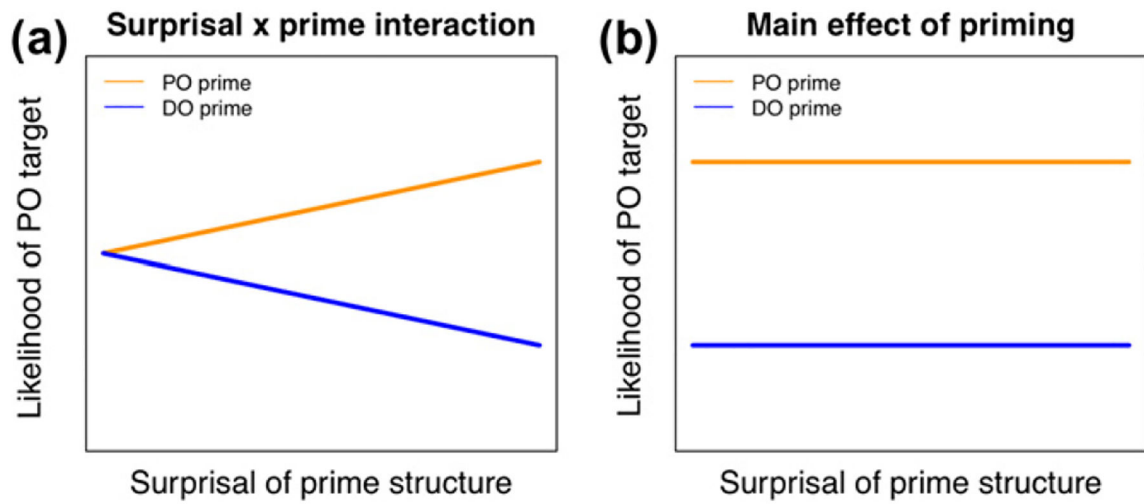 (a) Surprisal x prime interaction
PO prime
DO prime
Likelihood of PO target
Surprisal of prime structure
(b) Main effect of priming
PO prime
DO prime
Likelihood of PO target
Surprisal of prime structure